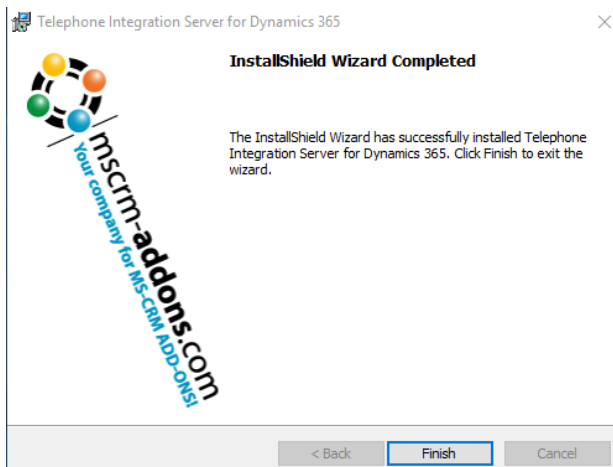 Telephone Integration Server for Dynamics 365
InstallShield Wizard Completed
The InstallShield Wizard has successfully installed Telephone
Integration Server for Dynamics 365. Click Finish to exit the
wizard.
mscrm-addons.com
Your company for MS-CRM ADD-ONS!
< Back
Finish
Cancel